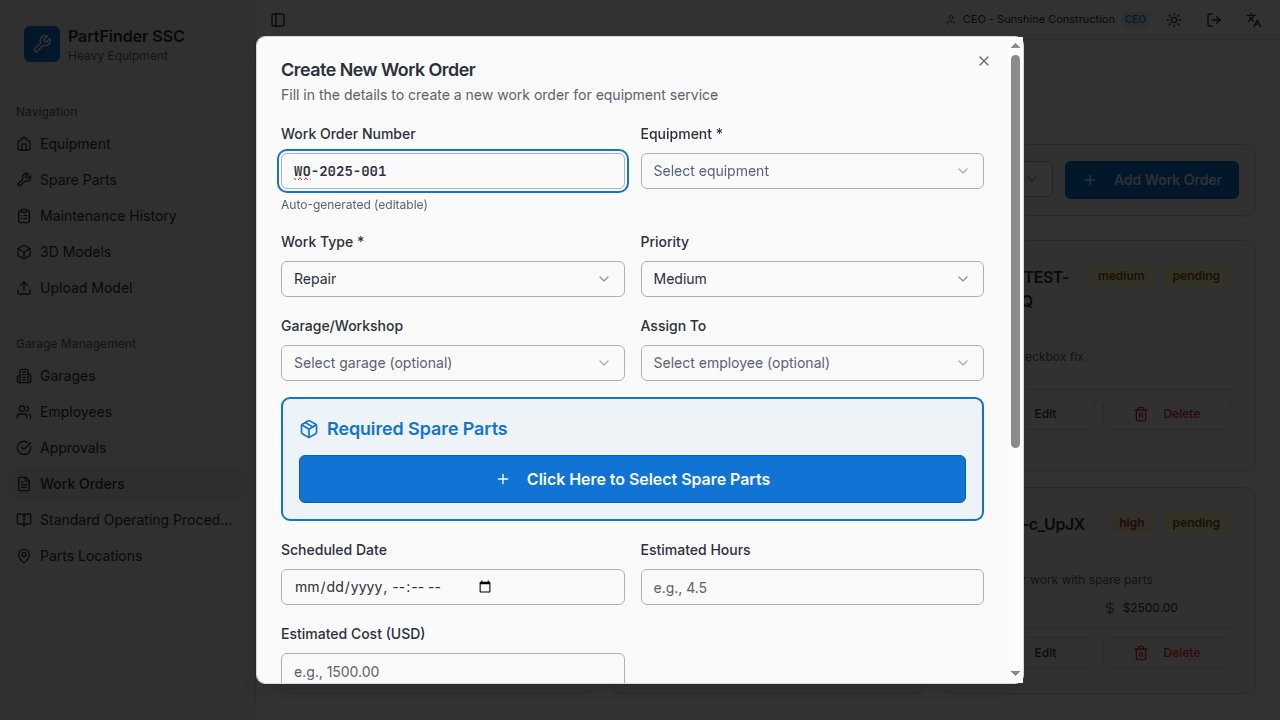 PartFinder SSC
Heavy Equipment
Navigation
Equipment
Spare Parts
Maintenance History
3D Models
Upload Model
Garage Management
Garages
Employees
Approvals
Work Orders
Standard Operating Proced...
Parts Locations
CEO - Sunshine Construction CEO
Create New Work Order
Fill in the details to create a new work order for equipment service
Work Order Number
WO-2025-001
Auto-generated (editable)
Equipment *
Select equipment
Work Type *
Repair
Priority
Medium
Garage/Workshop
Select garage (optional)
Assign To
Select employee (optional)
Required Spare Parts
Click Here to Select Spare Parts
Scheduled Date
mm/dd/yyyy, --:-- --
Estimated Hours
e.g., 4.5
Estimated Cost (USD)
e.g., 1500.00
Add Work Order
TEST-
Q
medium
pending
eckbox fix
Edit
Delete
-c_UpJX
high
pending
work with spare parts
$2500.00
Edit
Delete